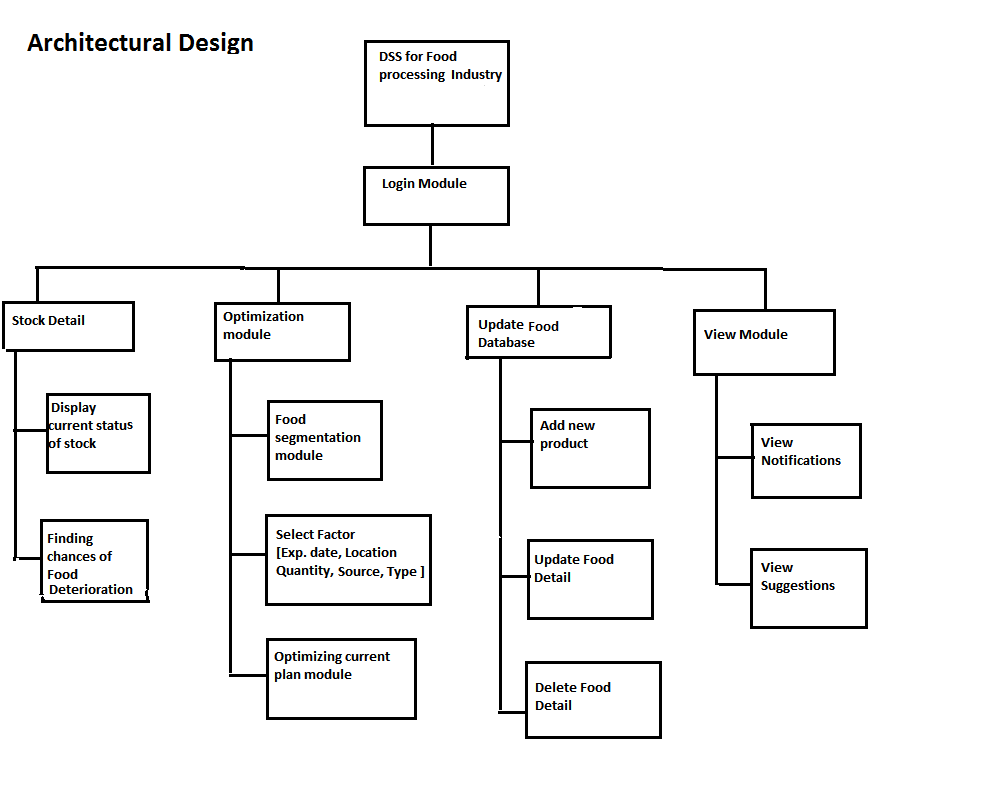 Architectural Design
DSS for Food
processing Industry
Login Module
Stock Detail
Display
current status
of stock
Finding
chances of
Food
Deterioration
Optimization
module
Food
segmentation
module
Select Factor
[Exp. date, Location
Quantity, Source, Type ]
Optimizing current
plan module
Update Food
Database
Add new
product
Update Food
Detail
Delete Food
Detail
View Module
View
Notifications
View
Suggestions